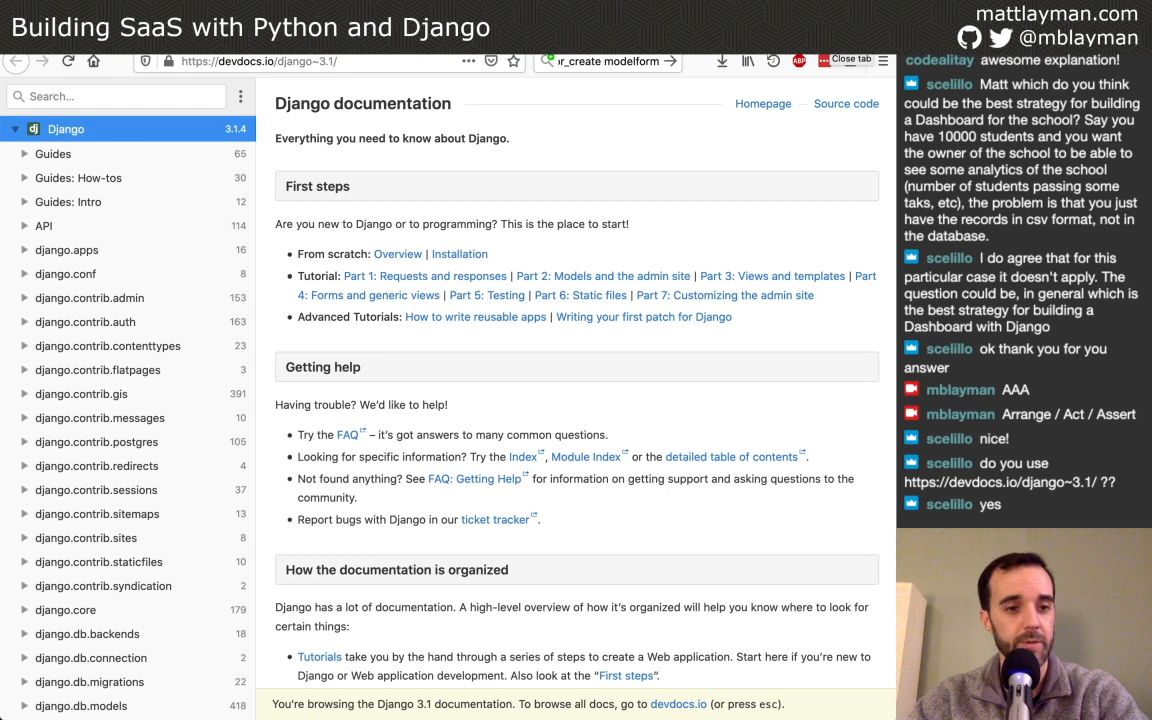 Building SaaS with Python and Django
mattlayman.com
@mblayman
https://devdocs.io/django~3.1/
or_create modelform
ABP
Close tab
Search...
dj Django 3.1.4
Guides 65
Guides: How-tos 30
Guides: Intro 12
API 114
django.apps 16
django.conf 8
django.contrib.admin 153
django.contrib.auth 163
django.contrib.contenttypes 23
django.contrib.flatpages 3
django.contrib.gis 391
django.contrib.messages 10
django.contrib.postgres 105
django.contrib.redirects 4
django.contrib.sessions 37
django.contrib.sitemaps 13
django.contrib.sites 8
django.contrib.staticfiles 10
django.contrib.syndication 2
django.core 179
django.db.backends 18
django.db.connection 2
django.db.migrations 22
django.db.models 418
Django documentation
Homepage Source code
Everything you need to know about Django.
First steps
Are you new to Django or to programming? This is the place to start!
From scratch: Overview | Installation
Tutorial: Part 1: Requests and responses | Part 2: Models and the admin site | Part 3: Views and templates | Part
4: Forms and generic views | Part 5: Testing | Part 6: Static files | Part 7: Customizing the admin site
Advanced Tutorials: How to write reusable apps | Writing your first patch for Django
Getting help
Having trouble? We’d like to help!
Try the FAQ – it’s got answers to many common questions.
Looking for specific information? Try the Index, Module Index or the detailed table of contents.
Not found anything? See FAQ: Getting Help for information on getting support and asking questions to the
community.
Report bugs with Django in our ticket tracker.
How the documentation is organized
Django has a lot of documentation. A high-level overview of how it’s organized will help you know where to look for
certain things:
Tutorials take you by the hand through a series of steps to create a Web application. Start here if you’re new to
Django or Web application development. Also look at the “First steps”.
You're browsing the Django 3.1 documentation. To browse all docs, go to devdocs.io (or press esc).
codealitay awesome explanation!
scelillo Matt which do you think
could be the best strategy for building
a Dashboard for the school? Say you
have 10000 students and you want
the owner of the school to be able to
see some analytics of the school
(number of students passing some
taks, etc), the problem is that you just
have the records in csv format, not in
the database.
scelillo I do agree that for this
particular case it doesn't apply. The
question could be, in general which is
the best strategy for building a
Dashboard with Django
scelillo ok thank you for you
answer
mblayman AAA
mblayman Arrange / Act / Assert
scelillo nice!
scelillo do you use
https://devdocs.io/django~3.1/ ??
scelillo yes